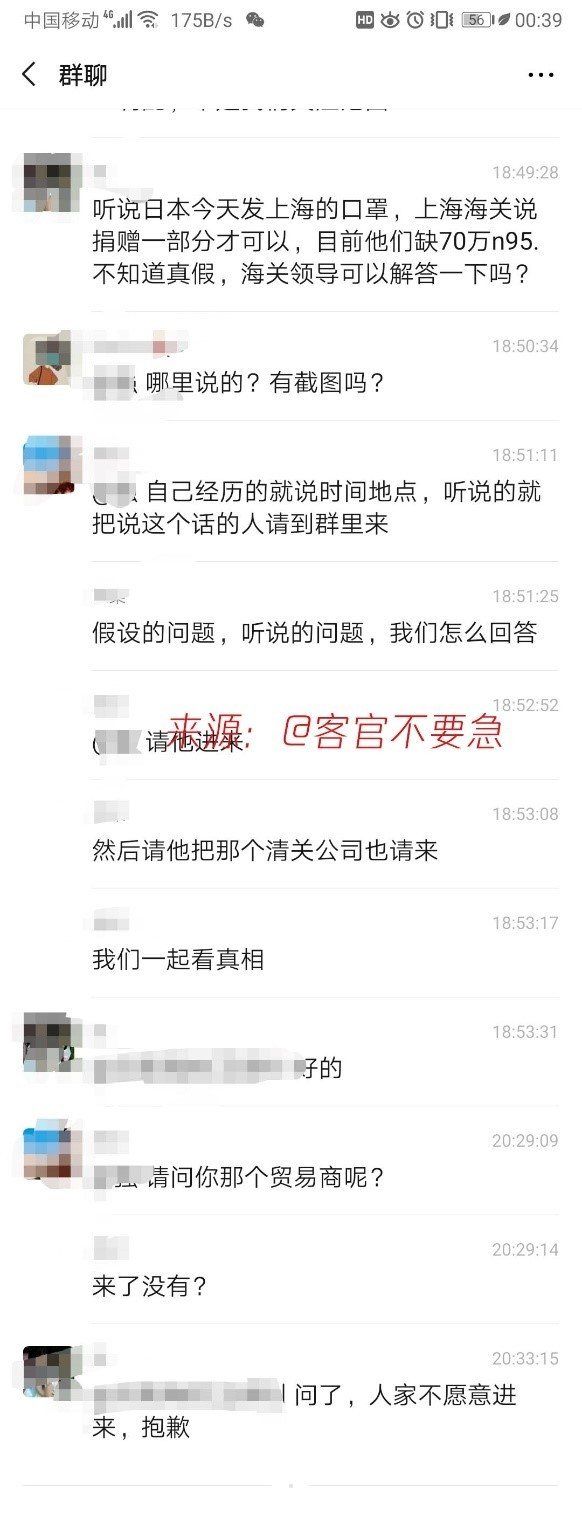 中国移动 4G 175B/s HD 56 00:39
群聊
18:49:28
听说日本今天发上海的口罩，上海海关说
捐赠一部分才可以，目前他们缺70万n95.
不知道真假，海关领导可以解答一下吗？
18:50:34
哪里说的？有截图吗？
18:51:11
@ 自己经历的就说时间地点，听说的就
把说这个话的人请到群里来
18:51:25
假设的问题，听说的问题，我们怎么回答
18:52:52
请他进来
来源：@客官不要急
18:53:08
然后请他把那个清关公司也请来
18:53:17
我们一起看真相
18:53:31
好的
20:29:09
请问你那个贸易商呢？
20:29:14
来了没有？
20:33:15
问了，人家不愿意进
来，抱歉